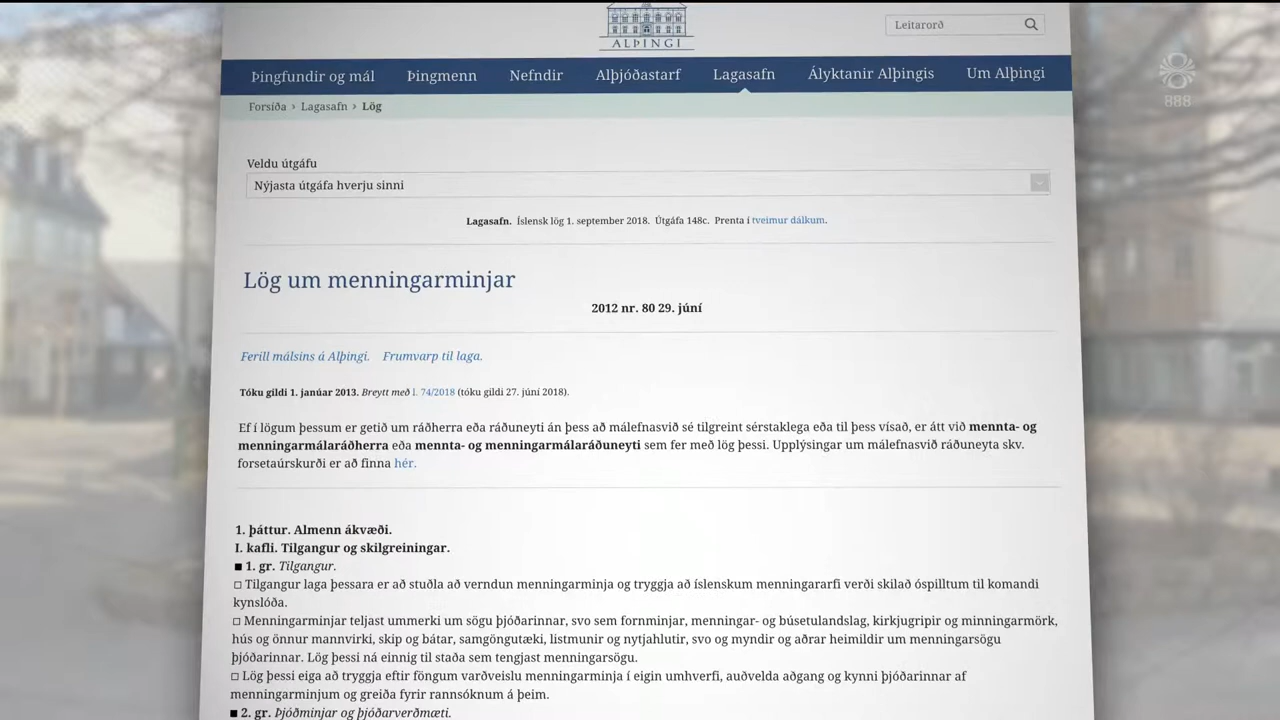 ALÞINGI
Leitarorð
Þingfundir og mál Þingmenn Nefndir Alþjóðastarf Lagasafn Ályktanir Alþingis Um Alþingi
888
Forsíða › Lagasafn › Lög
Veldu útgáfu
Nýjasta útgáfa hverju sinni
Lagasafn. Íslensk lög 1. september 2018. Útgáfa 148c. Prenta í tveimur dálkum.
Lög um menningarminjar
2012 nr. 80 29. júní
Ferill málsins á Alþingi. Frumvarp til laga.
Tóku gildi 1. janúar 2013. Breytt með l. 74/2018 (tóku gildi 27. júní 2018).
Ef í lögum þessum er getið um ráðherra eða ráðuneyti án þess að málefnasvið sé tilgreint sérstaklega eða til þess vísað, er átt við mennta- og
menningarmálaráðherra eða mennta- og menningarmálaráðuneyti sem fer með lög þessi. Upplýsingar um málefnasvið ráðuneyta skv.
forsetaúrskurði er að finna hér.
1. þáttur. Almenn ákvæði.
I. kafli. Tilgangur og skilgreiningar.
■ 1. gr. Tilgangur.
□ Tilgangur laga þessara er að stuðla að verndun menningarminja og tryggja að íslenskum menningararfi verði skilað óspilltum til komandi
kynslóða.
□ Menningarminjar teljast ummerki um sögu þjóðarinnar, svo sem fornminjar, menningar- og búsetulandslag, kirkjugripir og minningarmörk,
hús og önnur mannvirki, skip og bátar, samgöngutæki, listmunir og nytjahlutir, svo og myndir og aðrar heimildir um menningarsögu
þjóðarinnar. Lög þessi ná einnig til staða sem tengjast menningarsögu.
□ Lög þessi eiga að tryggja eftir föngum varðveislu menningarminja í eigin umhverfi, auðvelda aðgang og kynni þjóðarinnar af
menningarminjum og greiða fyrir rannsóknum á þeim.
■ 2. gr. Þjóðminjar og þjóðarverðmæti.